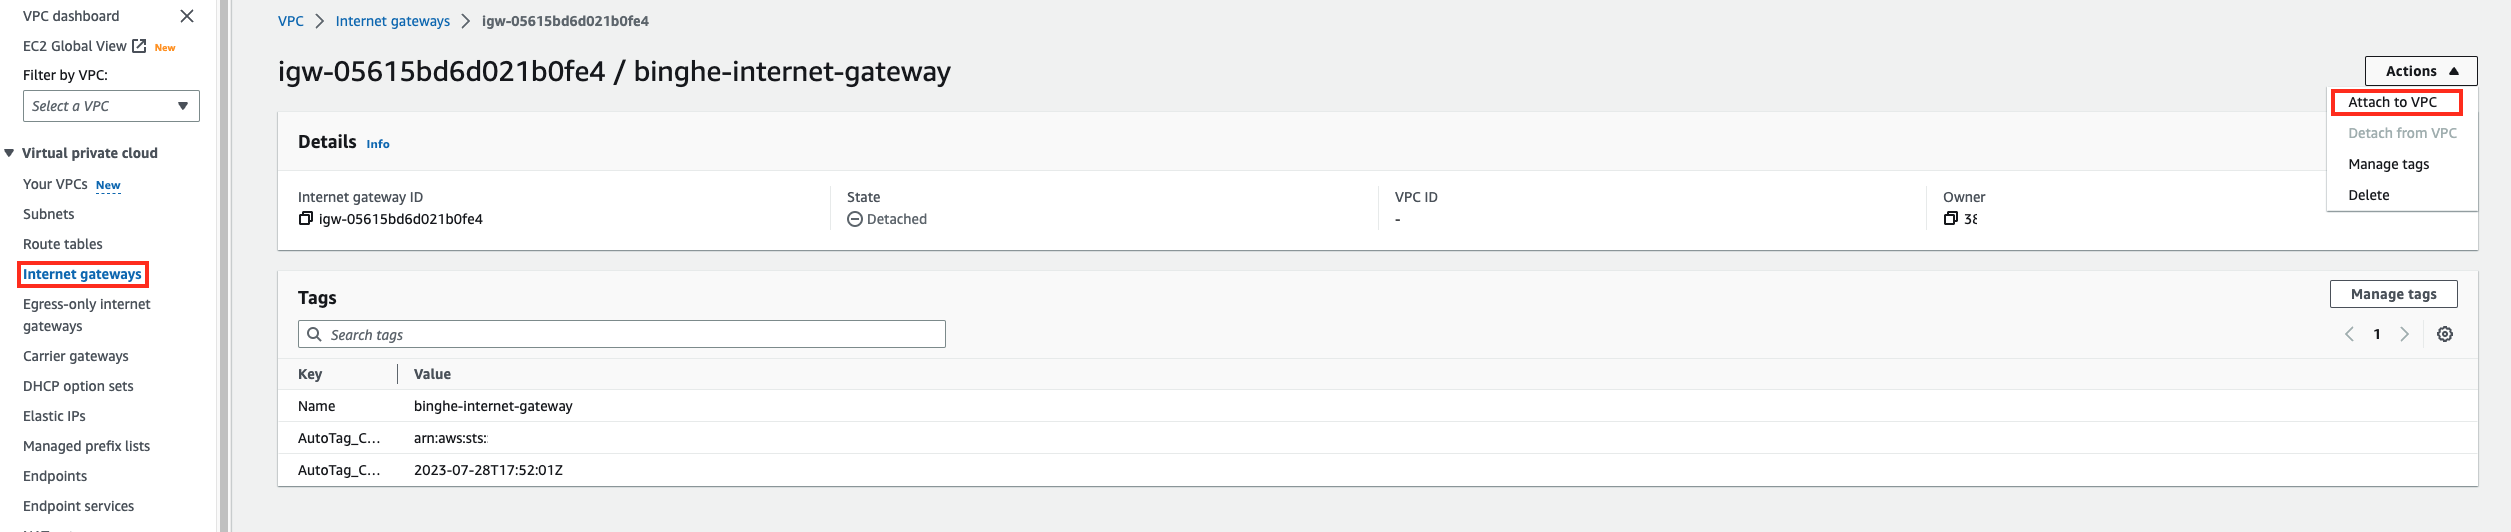 VPC dashboard
EC2 Global View New
Filter by VPC:
Select a VPC
Virtual private cloud
Your VPCs New
Subnets
Route tables
Internet gateways
Egress-only internet
gateways
Carrier gateways
DHCP option sets
Elastic IPs
Managed prefix lists
Endpoints
Endpoint services
VPC > Internet gateways > igw-05615bd6d021b0fe4
igw-05615bd6d021b0fe4 / binghe-internet-gateway
Actions
Attach to VPC
Detach from VPC
Manage tags
Delete
Details Info
Internet gateway ID
igw-05615bd6d021b0fe4
State
Detached
VPC ID
-
Owner
38
Tags
Manage tags
Search tags
1
Key Value
Name binghe-internet-gateway
AutoTag_C... arn:aws:sts:
AutoTag_C... 2023-07-28T17:52:01Z